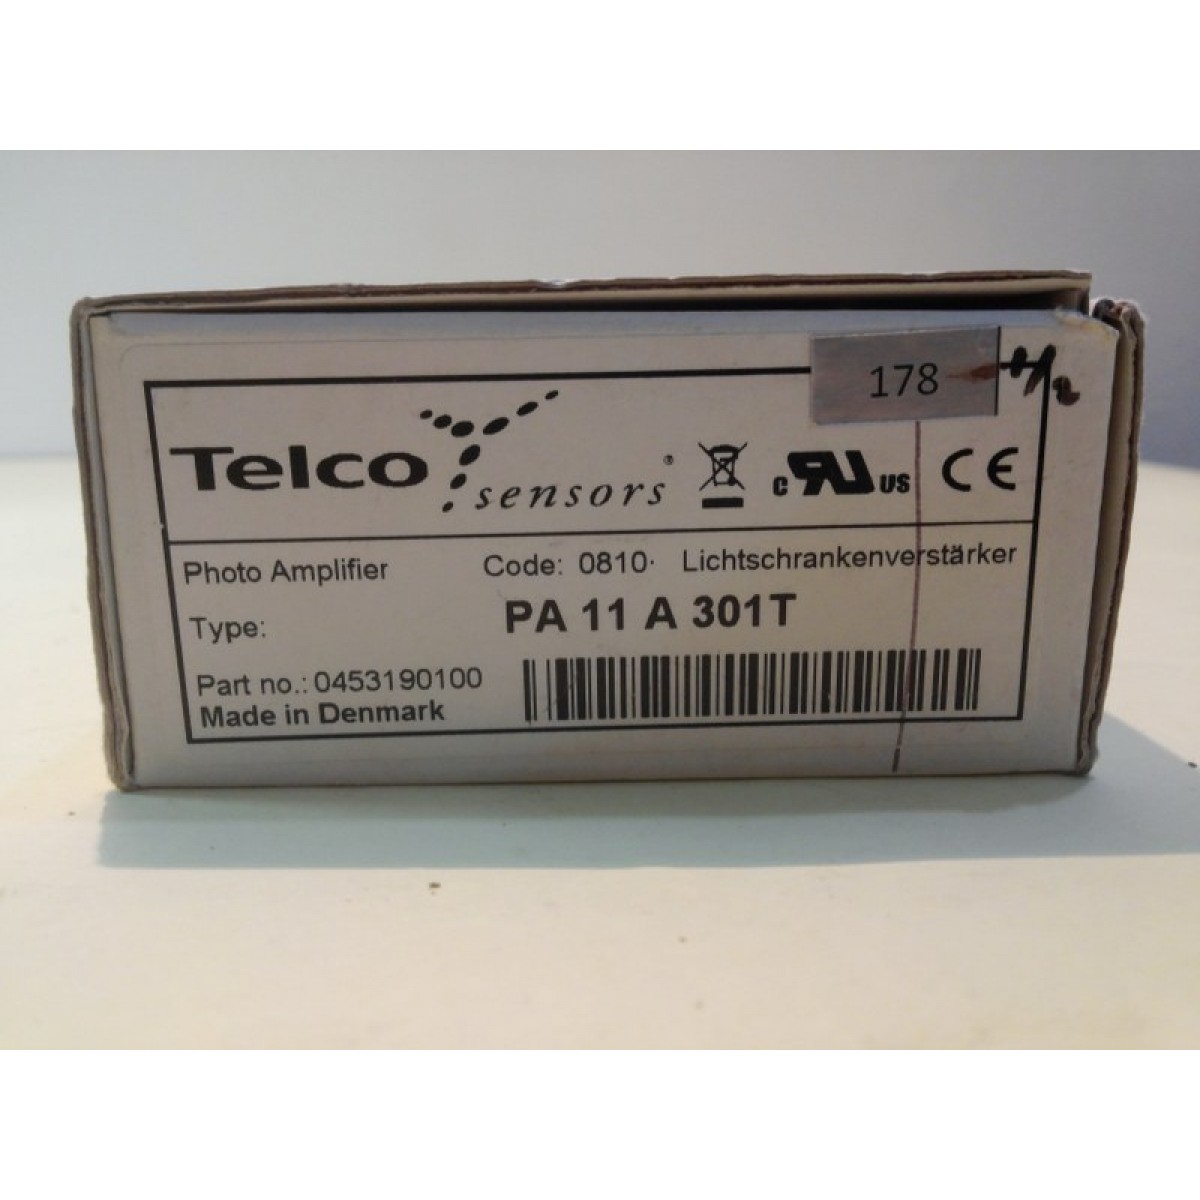 178
Telco sensors®
c RU US CE
Photo Amplifier Code: 0810· Lichtschrankenverstärker
Type: PA 11 A 301T
Part no.: 0453190100
Made in Denmark